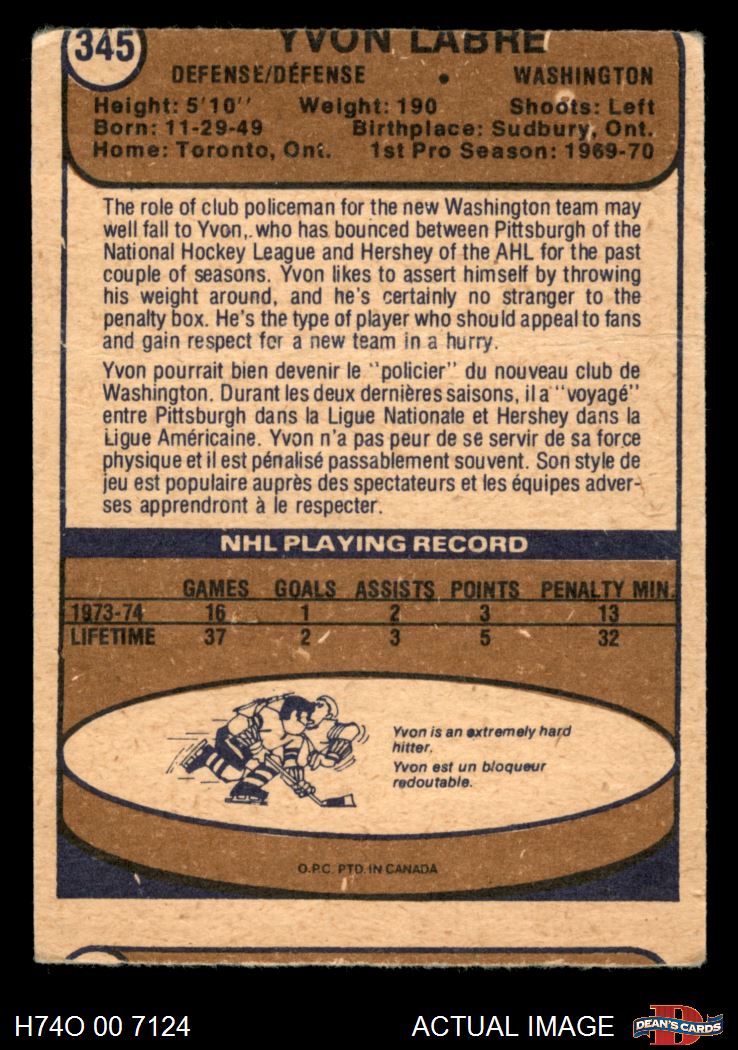 345
YVON LABRE
DEFENSE/DÉFENSE • WASHINGTON
Height: 5'10'' Weight: 190 Shoots: Left
Born: 11-29-49 Birthplace: Sudbury, Ont.
Home: Toronto, Ont. 1st Pro Season: 1969-70
The role of club policeman for the new Washington team may
well fall to Yvon, who has bounced between Pittsburgh of the
National Hockey League and Hershey of the AHL for the past
couple of seasons. Yvon likes to assert himself by throwing
his weight around, and he's certainly no stranger to the
penalty box. He's the type of player who should appeal to fans
and gain respect for a new team in a hurry.
Yvon pourrait bien devenir le "policier" du nouveau club de
Washington. Durant les deux dernières saisons, il a "voyagé"
entre Pittsburgh dans la Ligue Nationale et Hershey dans la
Ligue Américaine. Yvon n'a pas peur de se servir de sa force
physique et il est pénalisé passablement souvent. Son style de
jeu est populaire auprès des spectateurs et les équipes adver-
ses apprendront à le respecter.
NHL PLAYING RECORD
GAMES GOALS ASSISTS POINTS PENALTY MIN.
1973-74 16 1 2 3 13
LIFETIME 37 2 3 5 32
Yvon is an extremely hard
hitter.
Yvon est un bloqueur
redoutable.
O.P.C. PTD. IN CANADA
H74O 00 7124 ACTUAL IMAGE
D
DEAN'S CARDS